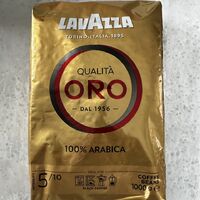 LAVAZZA
TORINO, ITALIA, 1895
QUALITÀ
ORO
DAL 1956
100% ARABICA
5/10
COFFEE
BEANS
1000 g e